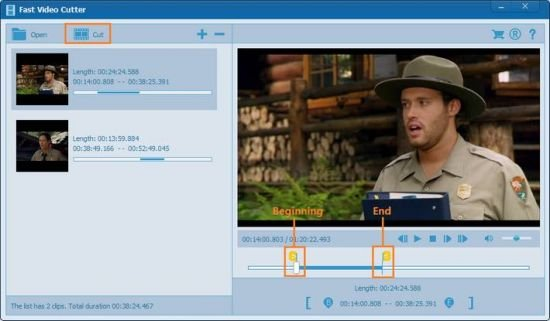 Fast Video Cutter
Open
Cut
Length: 00:24:24.588
00:14:00.808 -- 00:38:25.391
Length: 00:13:59.884
00:38:49.166 -- 00:52:49.045
Beginning
End
00:14:00.803 / 01:20:22.493
Length: 00:24:24.588
[ B 00:14:00.808 -- 00:38:25.391 E ]
The list has 2 clips. Total duration 00:38:24.467